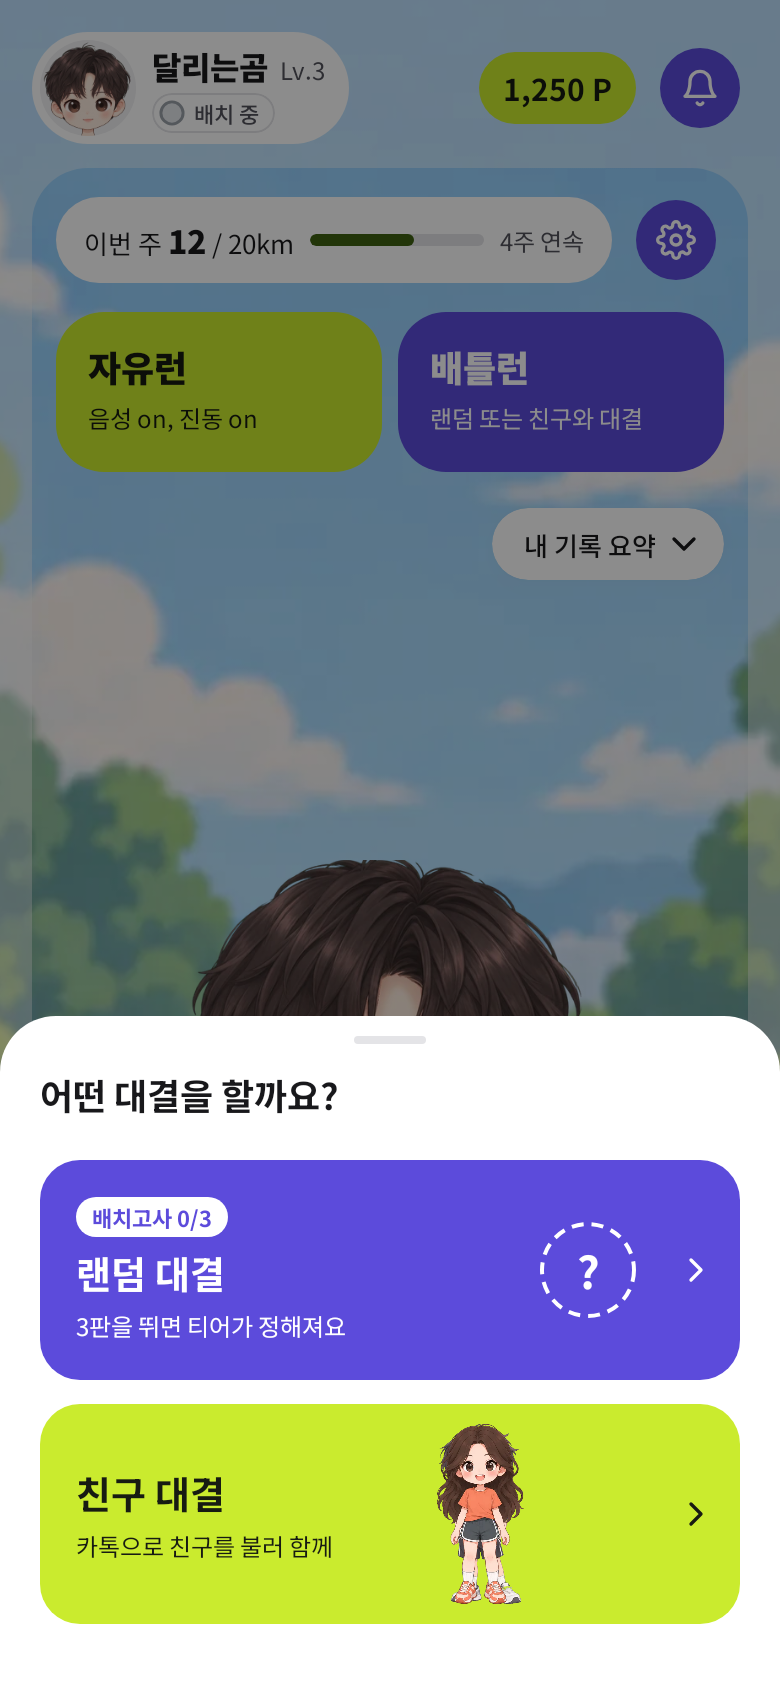 달리는곰 Lv.3
배치 중
1,250 P
이번 주 12 / 20km
4주 연속
자유런
음성 on, 진동 on
배틀런
랜덤 또는 친구와 대결
내 기록 요약
어떤 대결을 할까요?
배치고사 0/3
랜덤 대결
3판을 뛰면 티어가 정해져요
?
친구 대결
카톡으로 친구를 불러 함께